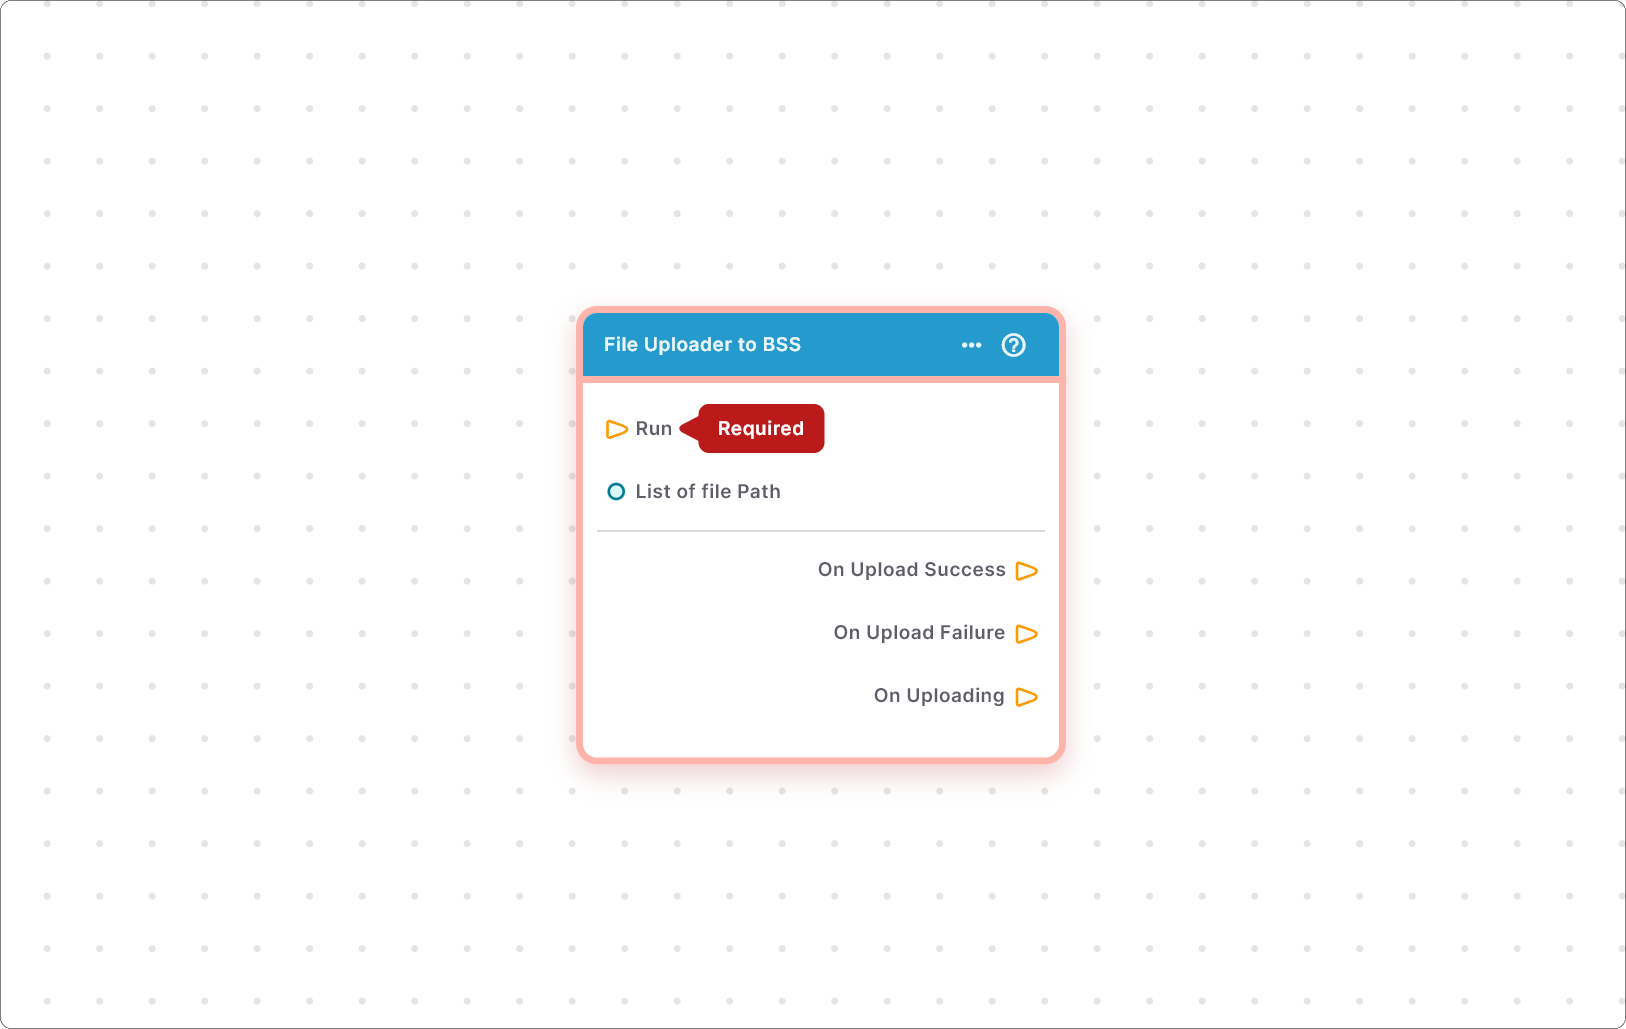 File Uploader to BSS
Run
Required
List of file Path
On Upload Success
On Upload Failure
On Uploading